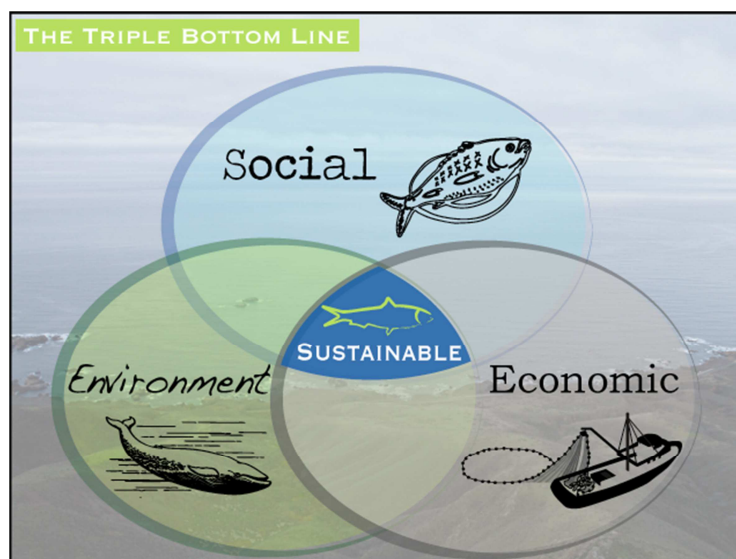 THE TRIPLE BOTTOM LINE
Social
SUSTAINABLE
Environment
Economic